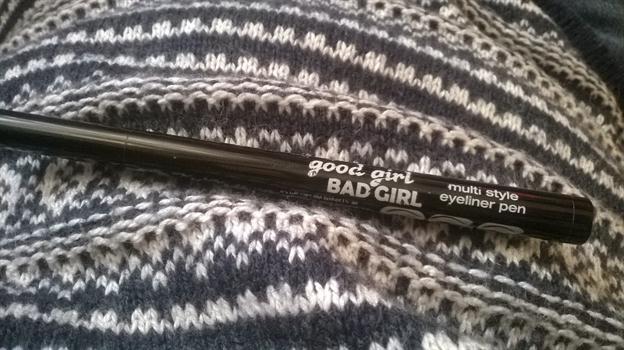 good girl
BAD GIRL
multi style
eyeliner pen